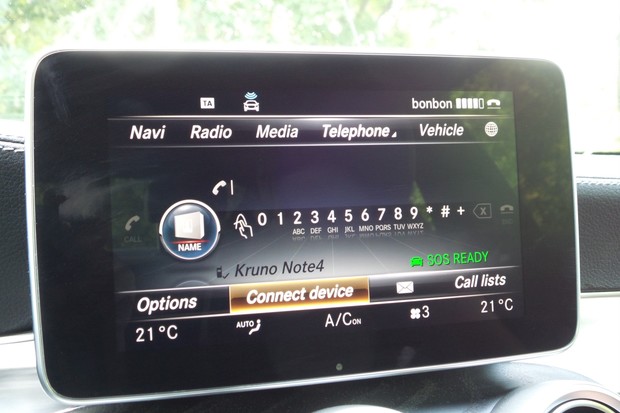 TA bonbon
Navi Radio Media Telephone Vehicle
0 1 2 3 4 5 6 7 8 9 * # +
ABC DEF GHI JKL MNO PQRS TUV WXYZ
CALL
NAME
Kruno Note4
SOS READY
Options Connect device Call lists
21°C AUTO A/C ON 3 21°C